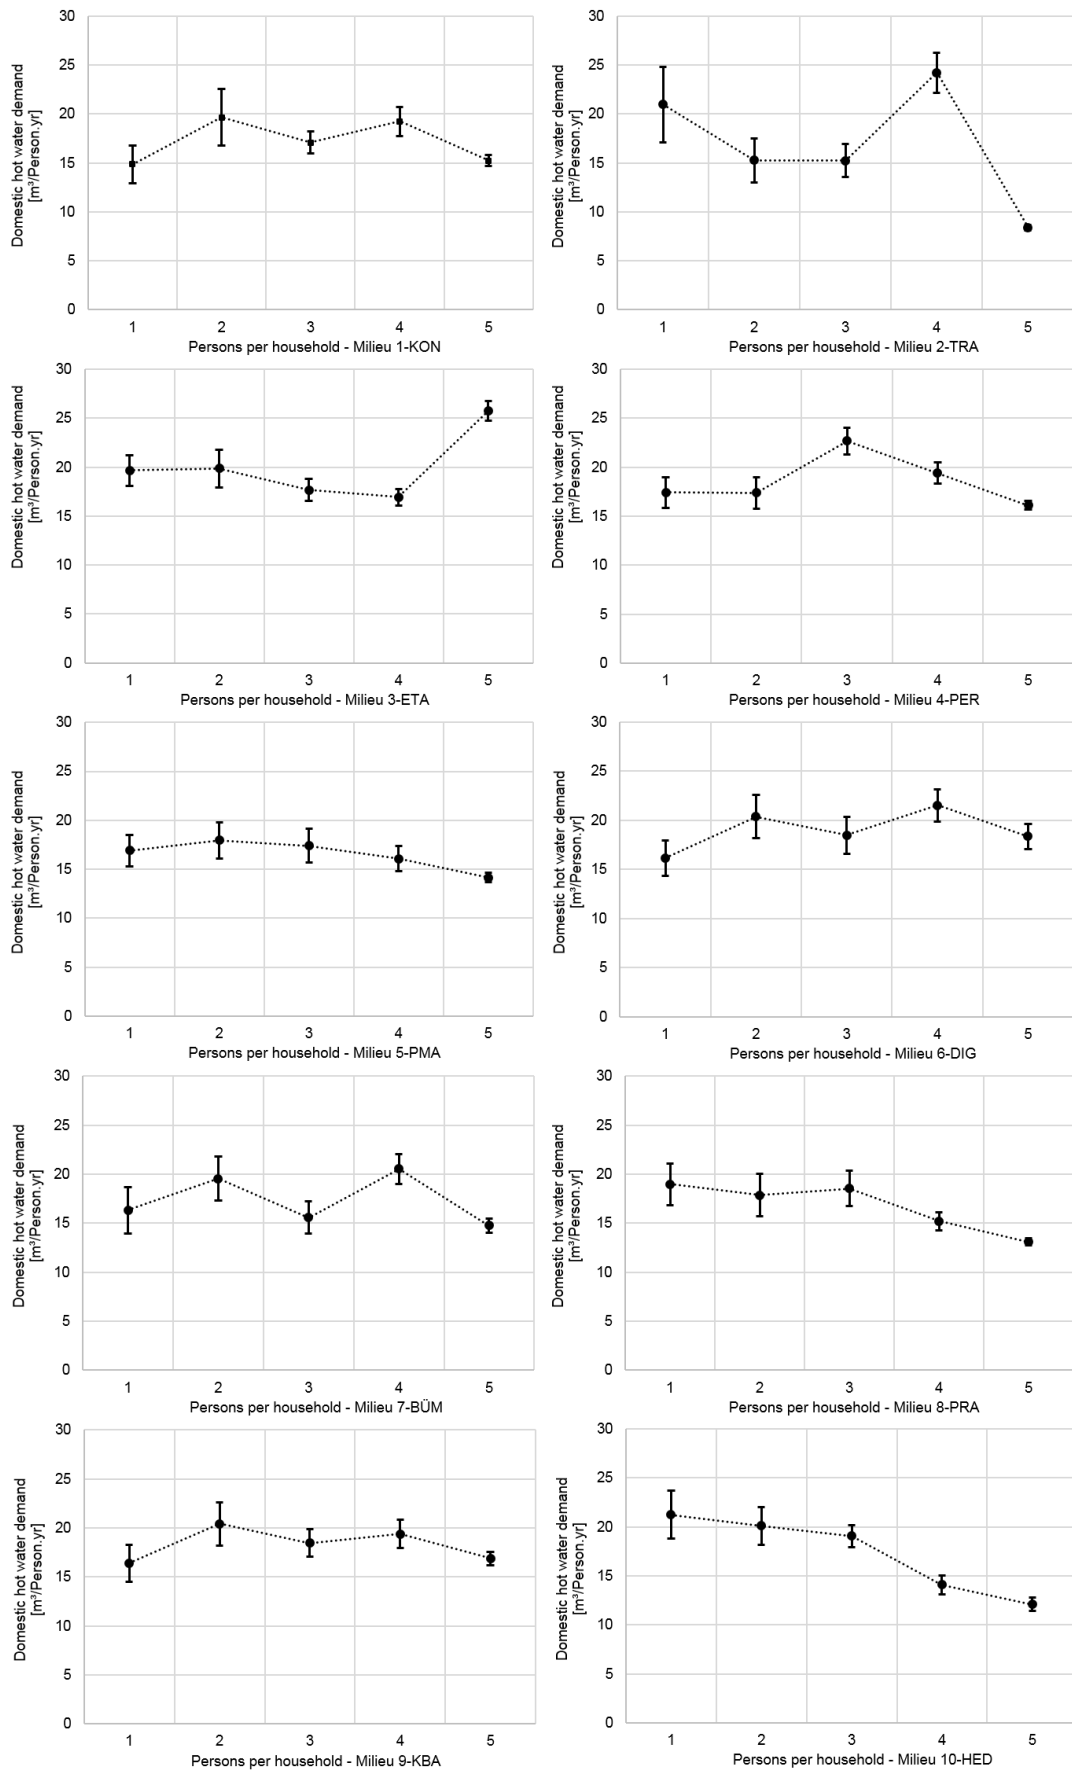 Domestic hot water demand
[m³/Person.yr]
30
25
20
15
10
5
0
1 2 3 4 5
Persons per household - Milieu 1-KON
Domestic hot water demand
[m³/Person.yr]
30
25
20
15
10
5
0
1 2 3 4 5
Persons per household - Milieu 2-TRA
Domestic hot water demand
[m³/Person.yr]
30
25
20
15
10
5
0
1 2 3 4 5
Persons per household - Milieu 3-ETA
Domestic hot water demand
[m³/Person.yr]
30
25
20
15
10
5
0
1 2 3 4 5
Persons per household - Milieu 4-PER
Domestic hot water demand
[m³/Person.yr]
30
25
20
15
10
5
0
1 2 3 4 5
Persons per household - Milieu 5-PMA
Domestic hot water demand
[m³/Person.yr]
30
25
20
15
10
5
0
1 2 3 4 5
Persons per household - Milieu 6-DIG
Domestic hot water demand
[m³/Person.yr]
30
25
20
15
10
5
0
1 2 3 4 5
Persons per household - Milieu 7-BÜM
Domestic hot water demand
[m³/Person.yr]
30
25
20
15
10
5
0
1 2 3 4 5
Persons per household - Milieu 8-PRA
Domestic hot water demand
[m³/Person.yr]
30
25
20
15
10
5
0
1 2 3 4 5
Persons per household - Milieu 9-KBA
Domestic hot water demand
[m³/Person.yr]
30
25
20
15
10
5
0
1 2 3 4 5
Persons per household - Milieu 10-HED